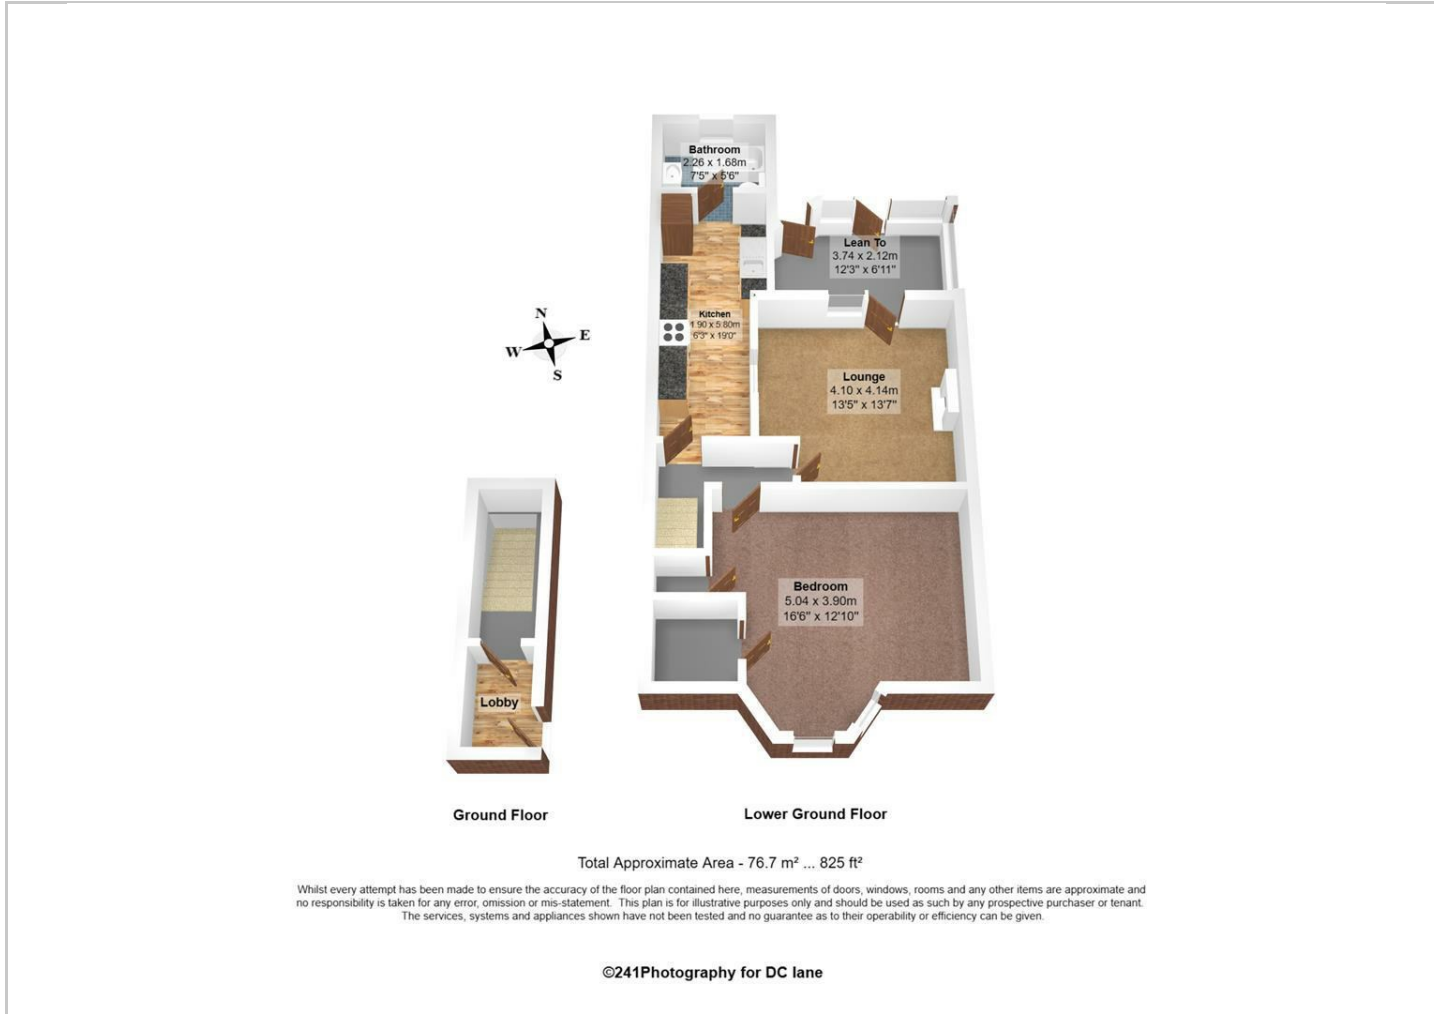 Bathroom
2.26 x 1.68m
7'5" x 5'6"
Lean To
3.74 x 2.12m
12'3" x 6'11"
Kitchen
1.90 x 5.80m
6'3" x 19'0"
N
E
W
S
Lounge
4.10 x 4.14m
13'5" x 13'7"
Bedroom
5.04 x 3.90m
16'6" x 12'10"
Lobby
Ground Floor
Lower Ground Floor
Total Approximate Area - 76.7 m² ... 825 ft²
Whilst every attempt has been made to ensure the accuracy of the floor plan contained here, measurements of doors, windows, rooms and any other items are approximate and
no responsibility is taken for any error, omission or mis-statement. This plan is for illustrative purposes only and should be used as such by any prospective purchaser or tenant.
The services, systems and appliances shown have not been tested and no guarantee as to their operability or efficiency can be given.
©241Photography for DC lane